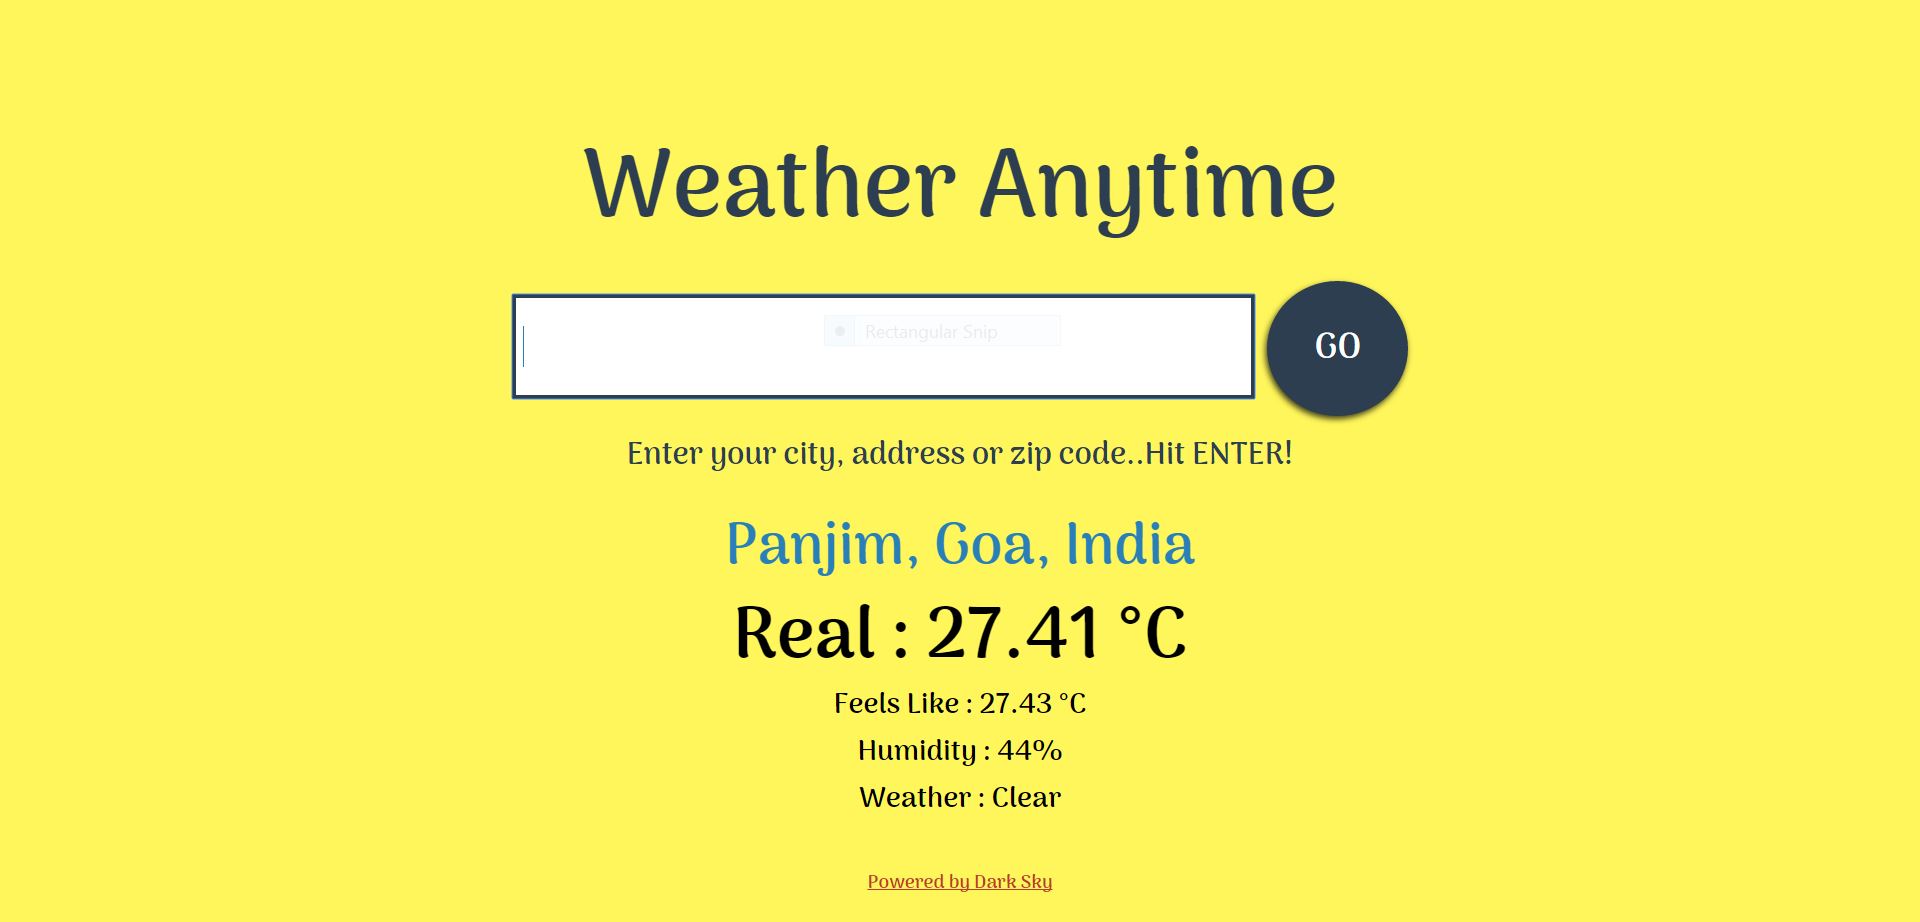 Weather Anytime
Rectangular Snip
GO
Enter your city, address or zip code..Hit ENTER!
Panjim, Goa, India
Real : 27.41 °C
Feels Like : 27.43 °C
Humidity : 44%
Weather : Clear
Powered by Dark Sky